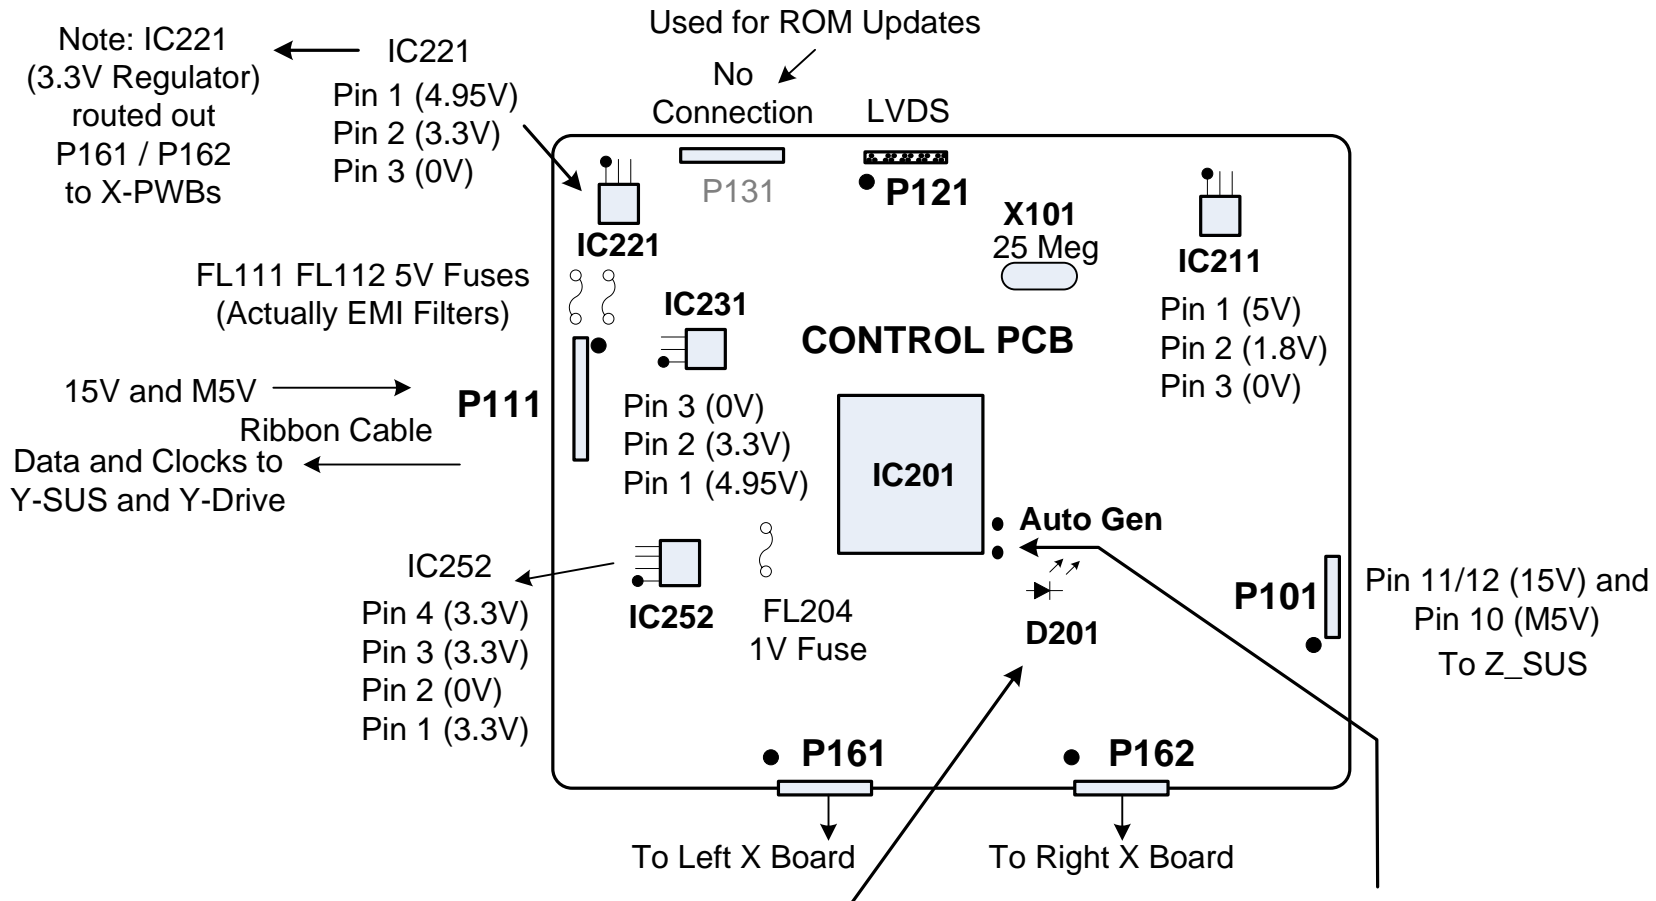 Used for ROM Updates
Note: IC221
(3.3V Regulator)
routed out
P161 / P162
to X-PWBs
IC221
Pin 1 (4.95V)
Pin 2 (3.3V)
Pin 3 (0V)
No
Connection
LVDS
P131
P121
X101
25 Meg
IC221
IC211
Pin 1 (5V)
Pin 2 (1.8V)
Pin 3 (0V)
FL111 FL112 5V Fuses
(Actually EMI Filters)
IC231
CONTROL PCB
15V and M5V
P111
Ribbon Cable
Data and Clocks to
Y-SUS and Y-Drive
Pin 3 (0V)
Pin 2 (3.3V)
Pin 1 (4.95V)
IC201
Auto Gen
IC252
Pin 4 (3.3V)
Pin 3 (3.3V)
Pin 2 (0V)
Pin 1 (3.3V)
IC252
FL204
1V Fuse
D201
P101
Pin 11/12 (15V) and
Pin 10 (M5V)
To Z_SUS
P161
P162
To Left X Board
To Right X Board